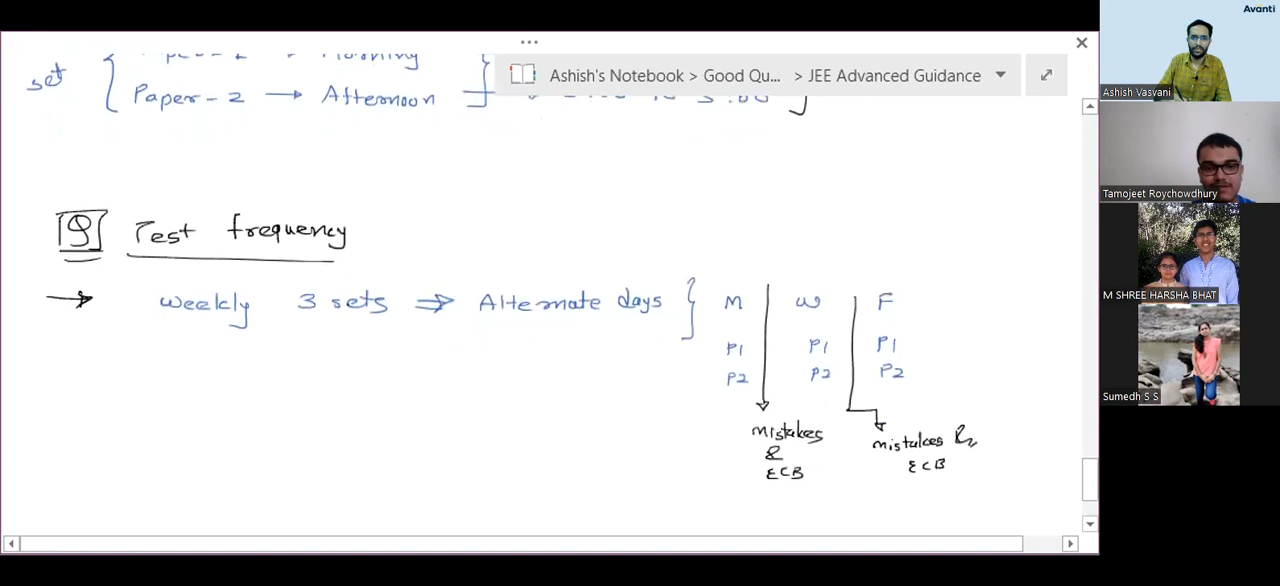 Avanti
Ashish's Notebook > Good Qu... > JEE Advanced Guidance
set
Paper - 2 → Afternoon
Ashish Vasvani
Tamojeet Roychowdhury
M SHREE HARSHA BHAT
Sumedh S S
Q Test frequency
→ weekly 3 sets ⇒ Alternate days { M W F
P1 P1 P1
P2 P2 P2
mistakes
&
ECB
mistakes &
ECB